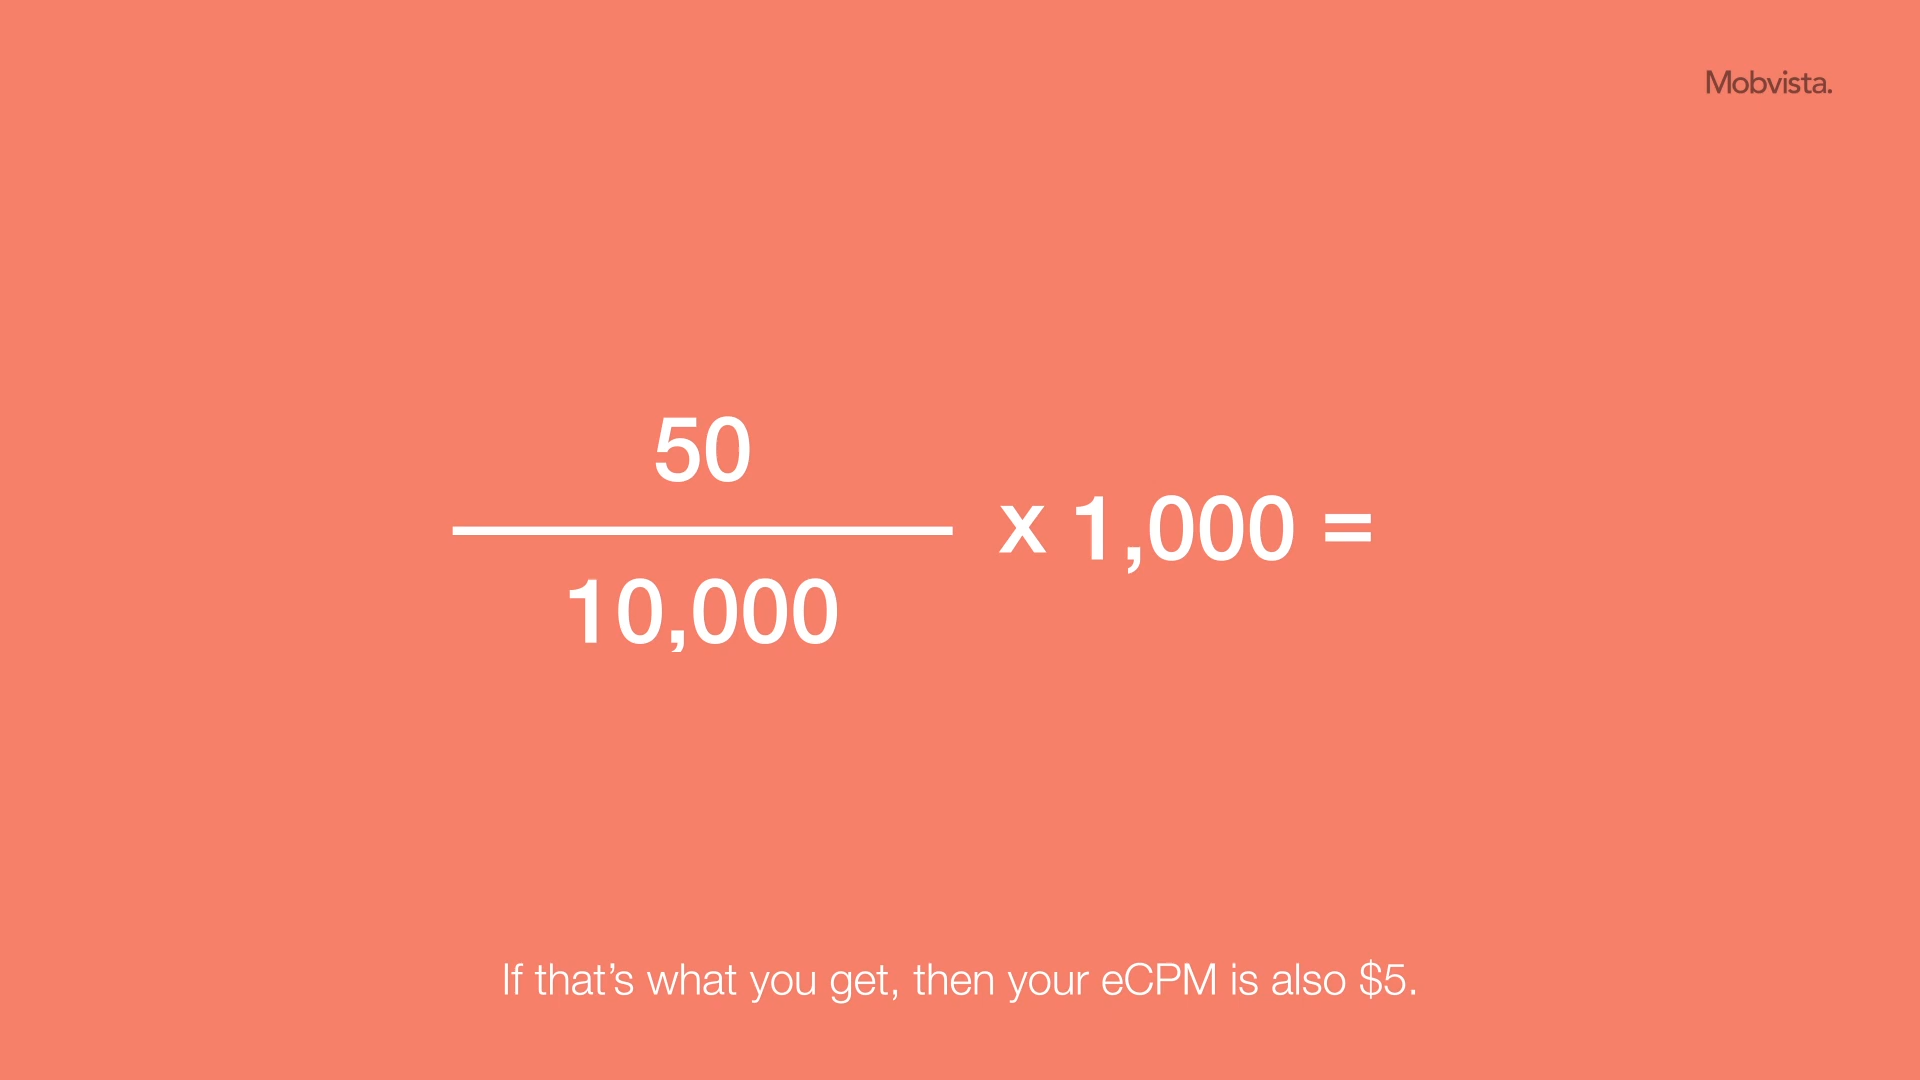 Mobvista.
50
x 1,000 =
10,000
If that’s what you get, then your eCPM is also $5.